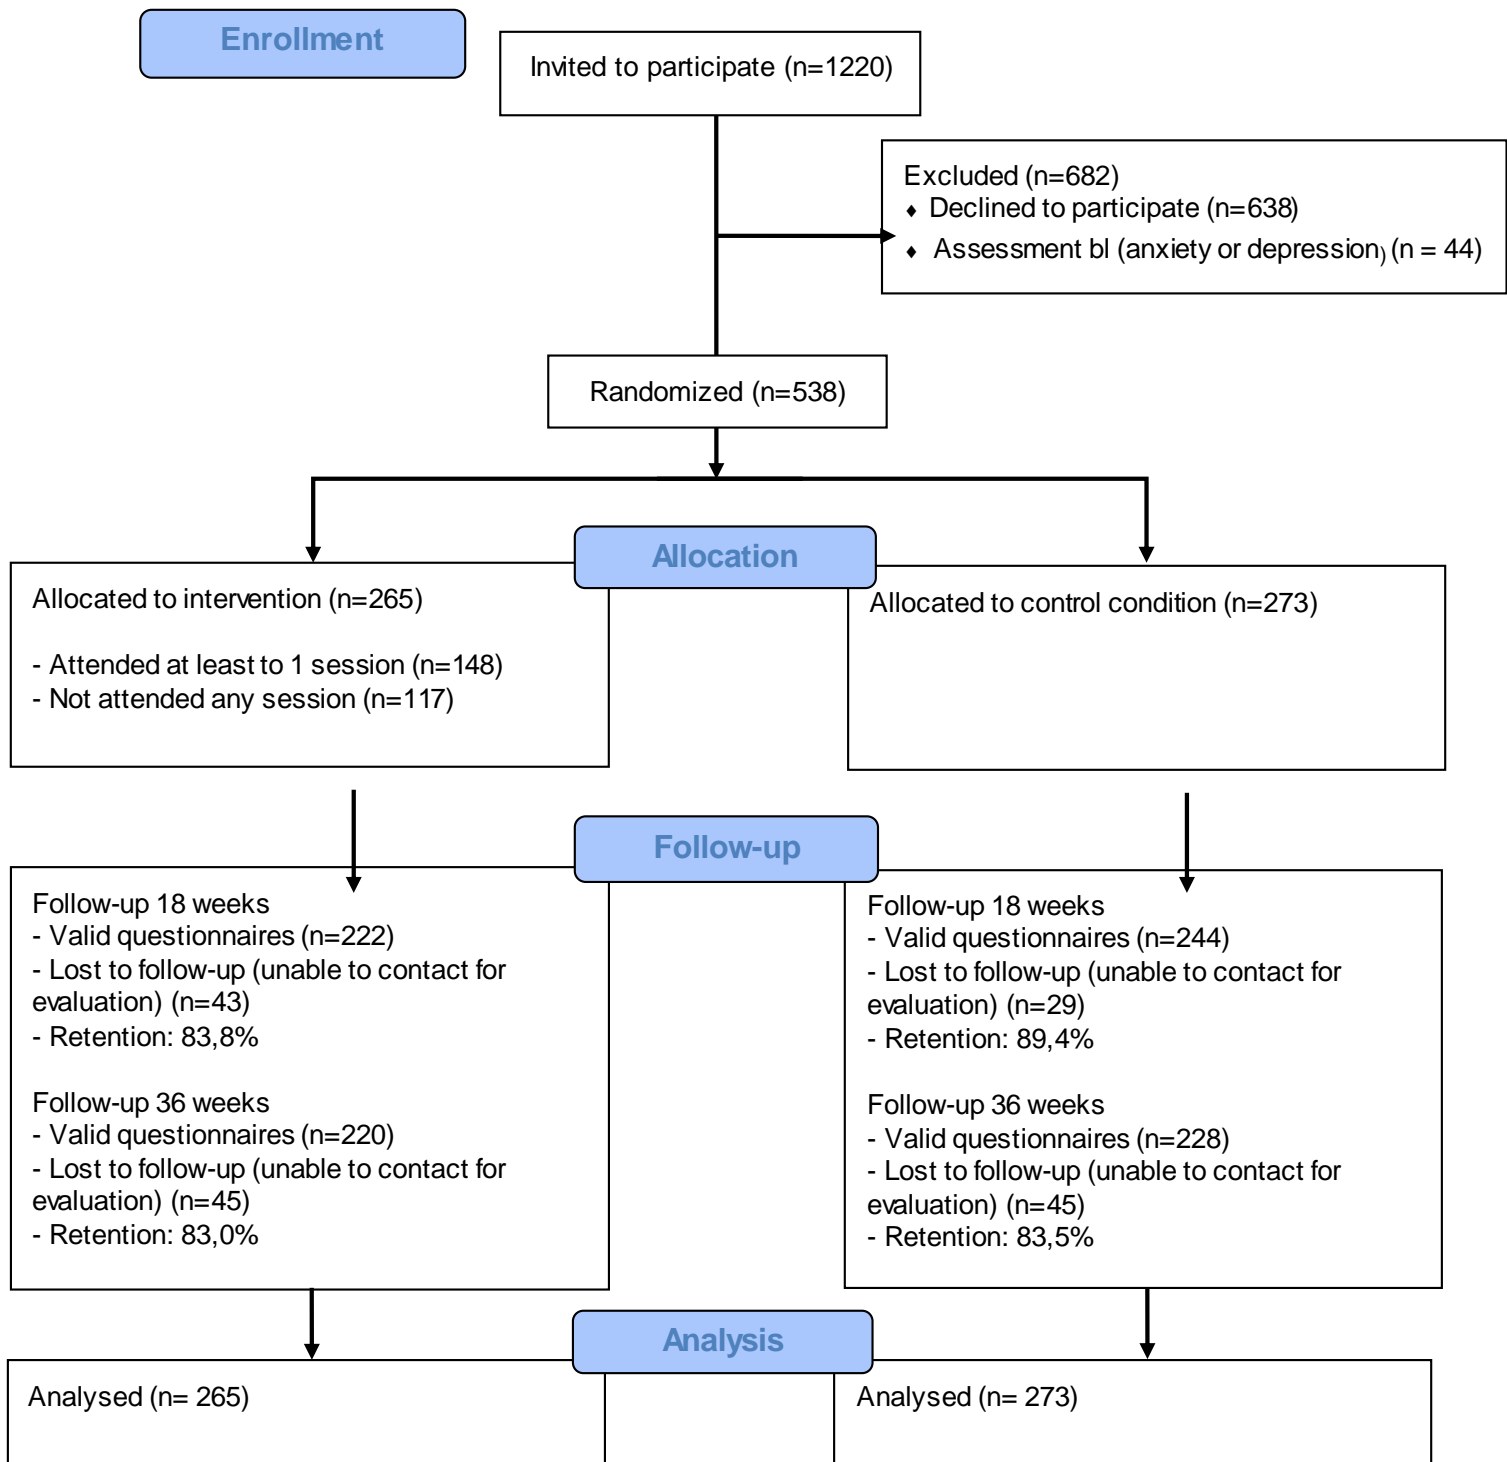 Enrollment
Invited to participate (n=1220)
Excluded (n=682)
♦ Declined to participate (n=638)
♦ Assessment bl (anxiety or depression) (n = 44)
Randomized (n=538)
Allocation
Allocated to intervention (n=265)
- Attended at least to 1 session (n=148)
- Not attended any session (n=117)
Allocated to control condition (n=273)
Follow-up
Follow-up 18 weeks
- Valid questionnaires (n=222)
- Lost to follow-up (unable to contact for
evaluation) (n=43)
- Retention: 83,8%
Follow-up 36 weeks
- Valid questionnaires (n=220)
- Lost to follow-up (unable to contact for
evaluation) (n=45)
- Retention: 83,0%
Follow-up 18 weeks
- Valid questionnaires (n=244)
- Lost to follow-up (unable to contact for
evaluation) (n=29)
- Retention: 89,4%
Follow-up 36 weeks
- Valid questionnaires (n=228)
- Lost to follow-up (unable to contact for
evaluation) (n=45)
- Retention: 83,5%
Analysis
Analysed (n= 265)
Analysed (n= 273)